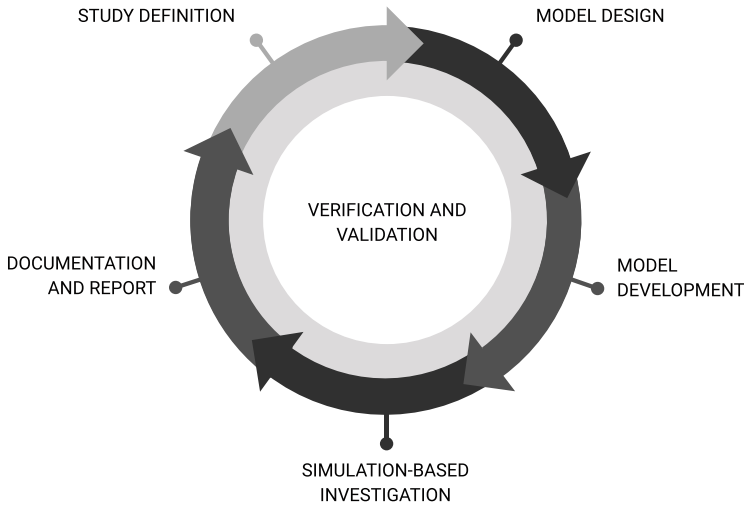 STUDY DEFINITION
MODEL DESIGN
VERIFICATION AND
VALIDATION
DOCUMENTATION
AND REPORT
MODEL
DEVELOPMENT
SIMULATION-BASED
INVESTIGATION